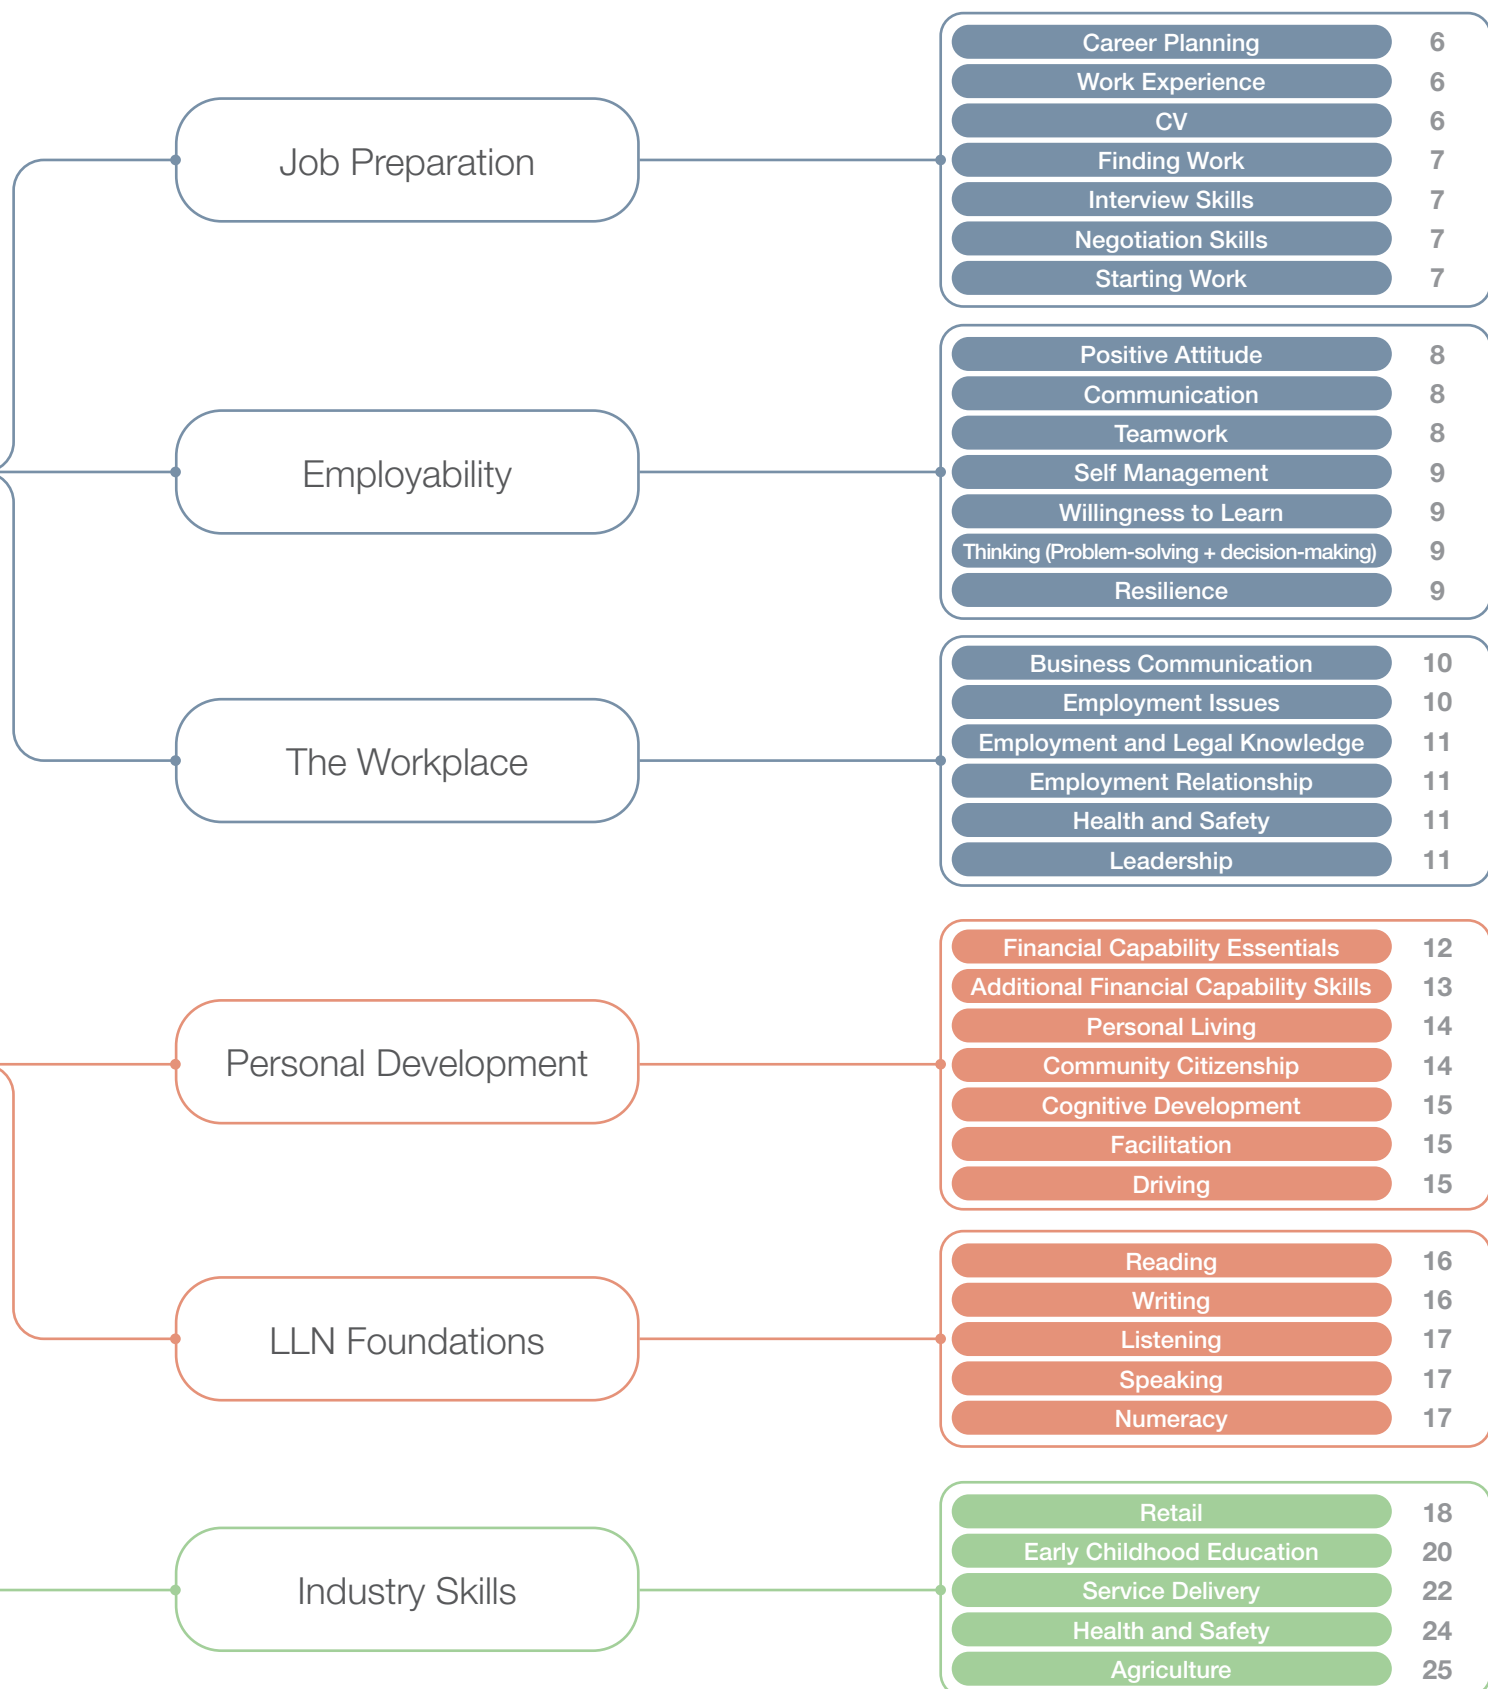 Job Preparation
Career Planning 6
Work Experience 6
CV 6
Finding Work 7
Interview Skills 7
Negotiation Skills 7
Starting Work 7
Employability
Positive Attitude 8
Communication 8
Teamwork 8
Self Management 9
Willingness to Learn 9
Thinking (Problem-solving + decision-making) 9
Resilience 9
The Workplace
Business Communication 10
Employment Issues 10
Employment and Legal Knowledge 11
Employment Relationship 11
Health and Safety 11
Leadership 11
Personal Development
Financial Capability Essentials 12
Additional Financial Capability Skills 13
Personal Living 14
Community Citizenship 14
Cognitive Development 15
Facilitation 15
Driving 15
LLN Foundations
Reading 16
Writing 16
Listening 17
Speaking 17
Numeracy 17
Industry Skills
Retail 18
Early Childhood Education 20
Service Delivery 22
Health and Safety 24
Agriculture 25